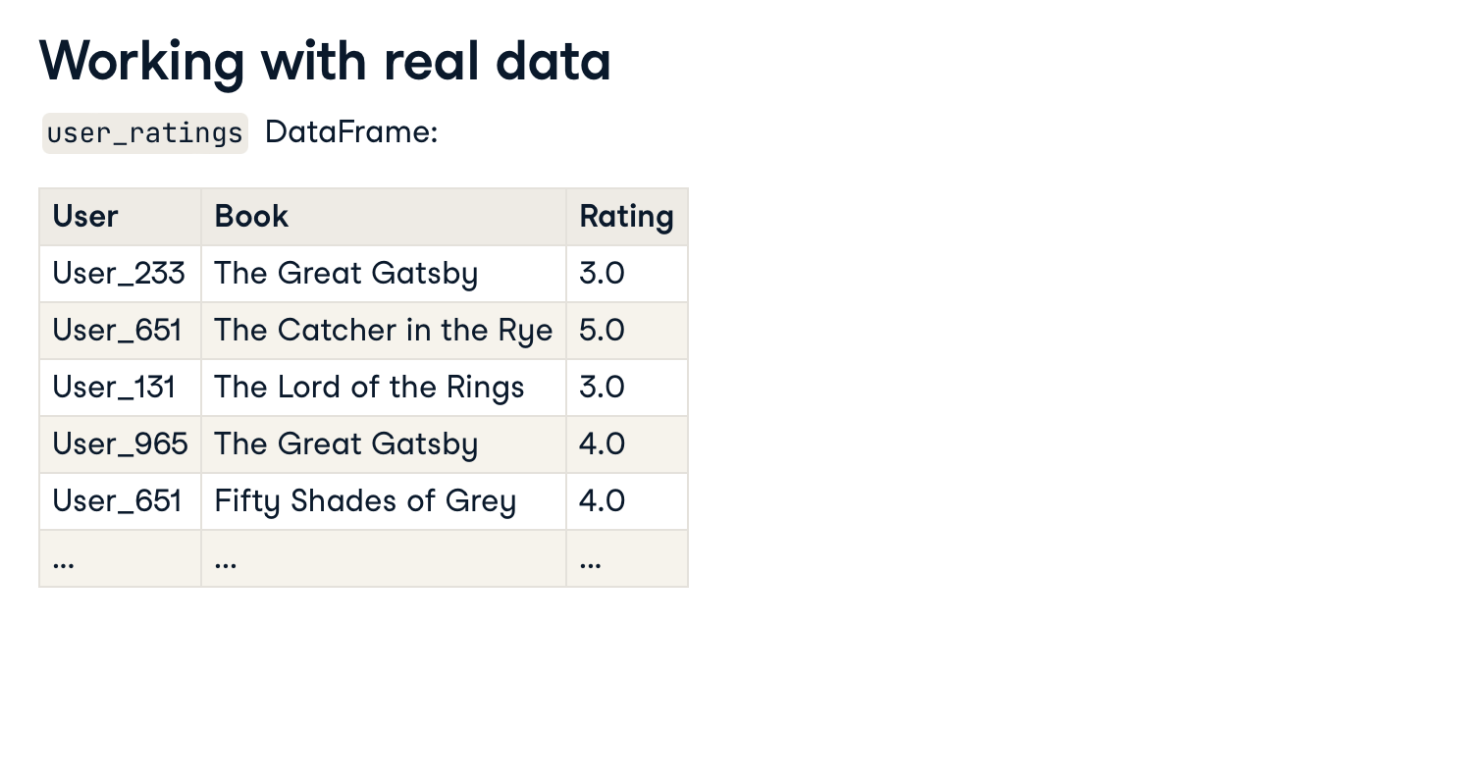 Working with real data
user_ratings DataFrame:
User Book Rating
User_233 The Great Gatsby 3.0
User_651 The Catcher in the Rye 5.0
User_131 The Lord of the Rings 3.0
User_965 The Great Gatsby 4.0
User_651 Fifty Shades of Grey 4.0
... ... ...